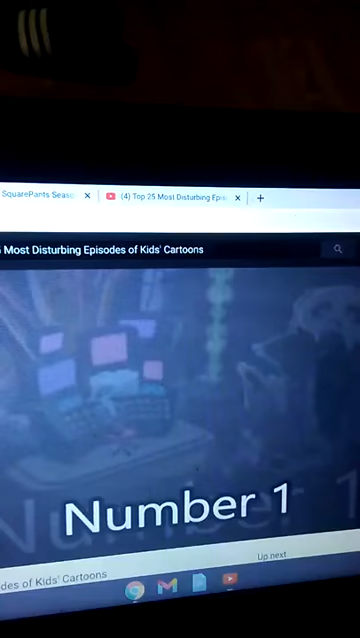 SquarePants Seas
(4) Top 25 Most Disturbing Epi
Most Disturbing Episodes of Kids' Cartoons
Number 1
Up next
des of Kids' Cartoons